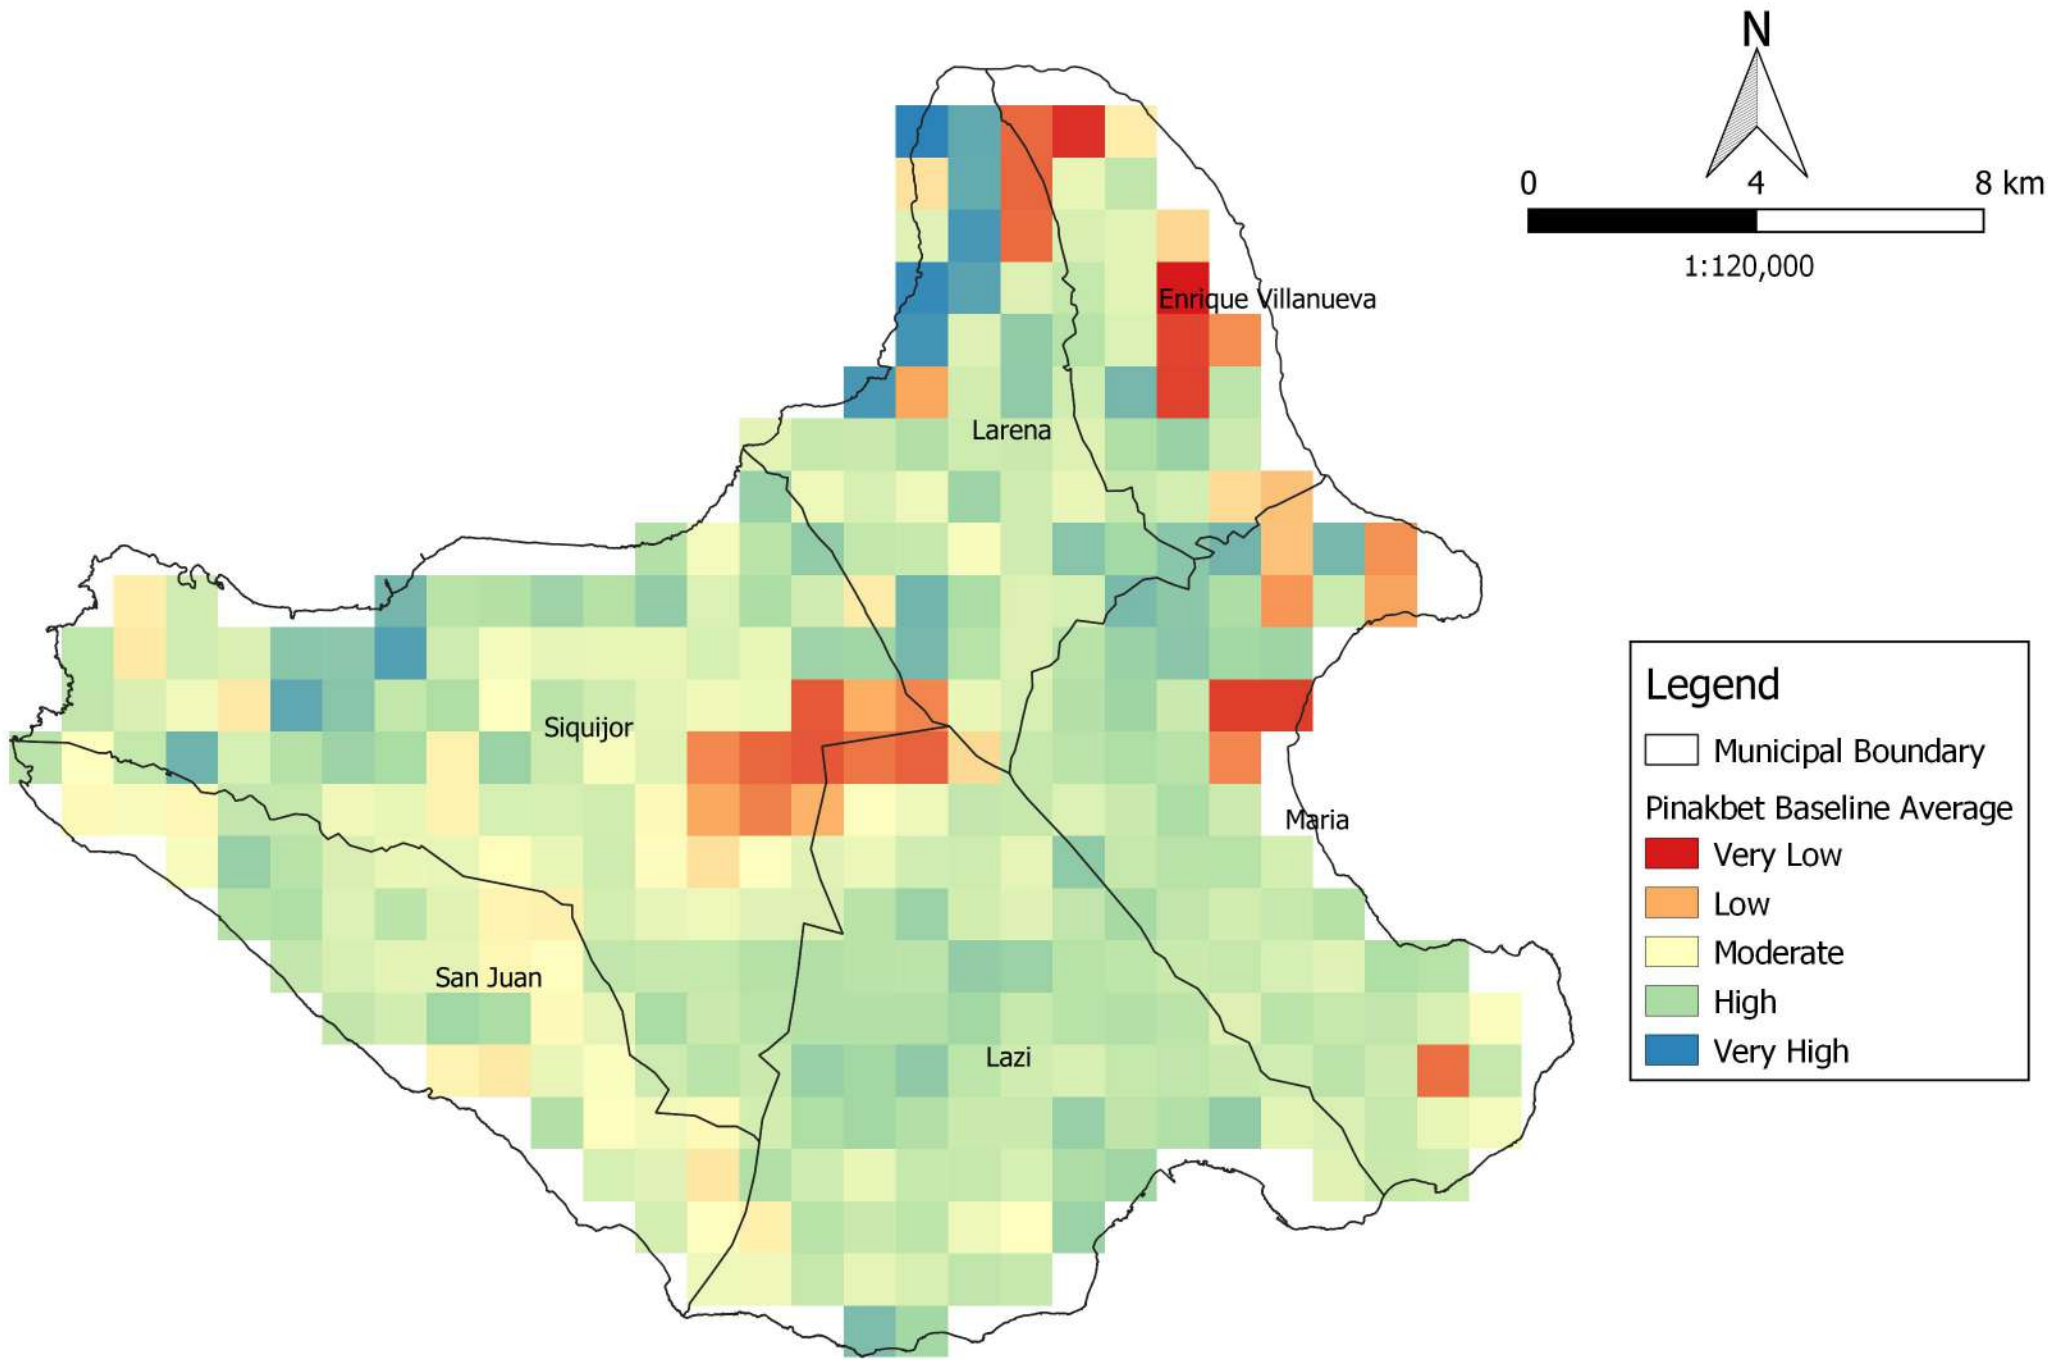 N
0 4 8 km
1:120,000
Enrique Villanueva
Larena
Siquijor
Maria
San Juan
Lazi
Legend
Municipal Boundary
Pinakbet Baseline Average
Very Low
Low
Moderate
High
Very High